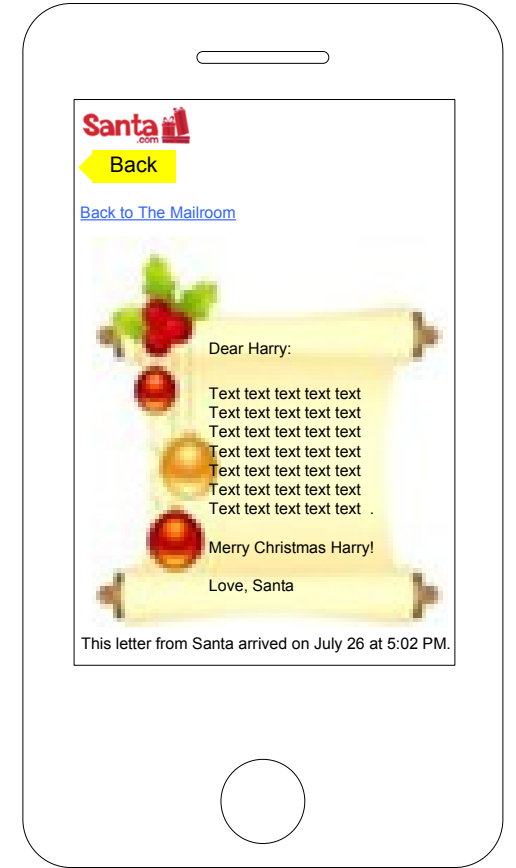 Santa
.com
Back
Back to The Mailroom
Dear Harry:
Text text text text text
Text text text text text
Text text text text text
Text text text text text
Text text text text text
Text text text text text
Text text text text text .
Merry Christmas Harry!
Love, Santa
This letter from Santa arrived on July 26 at 5:02 PM.